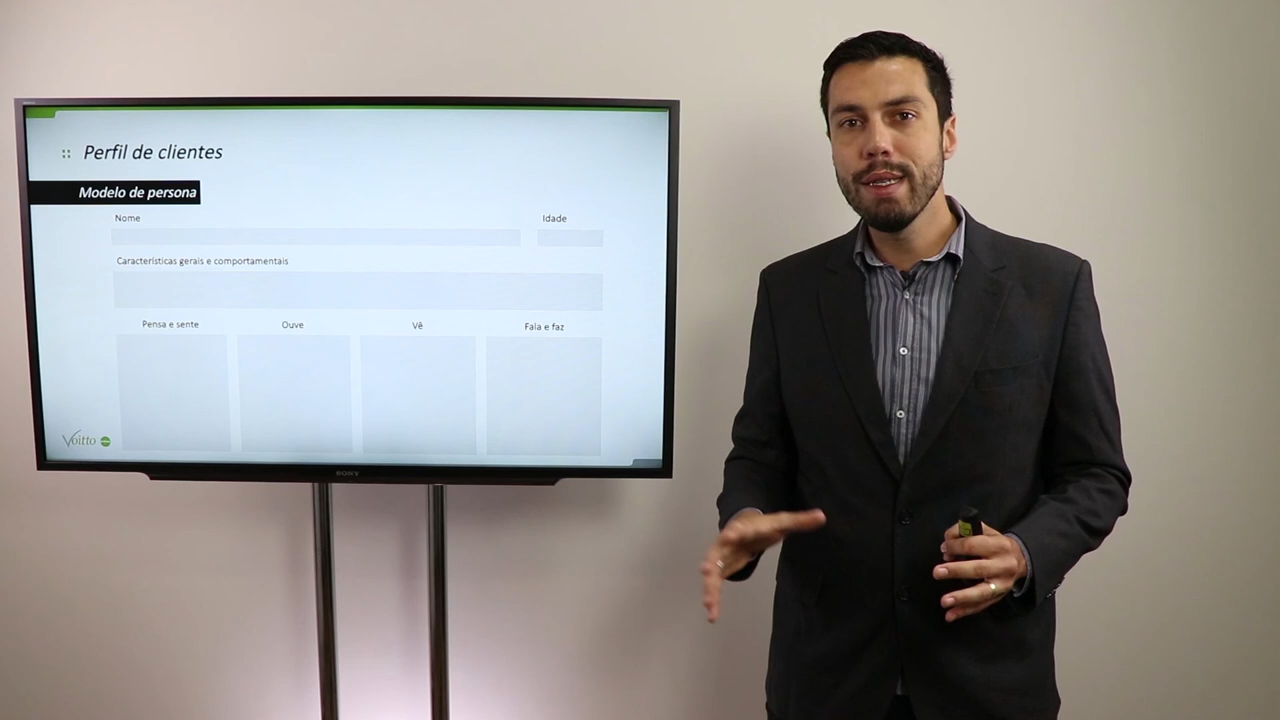 Perfil de clientes
Modelo de persona
Nome Idade
Características gerais e comportamentais
Pensa e sente Ouve Vê Fala e faz
Voitto
SONY